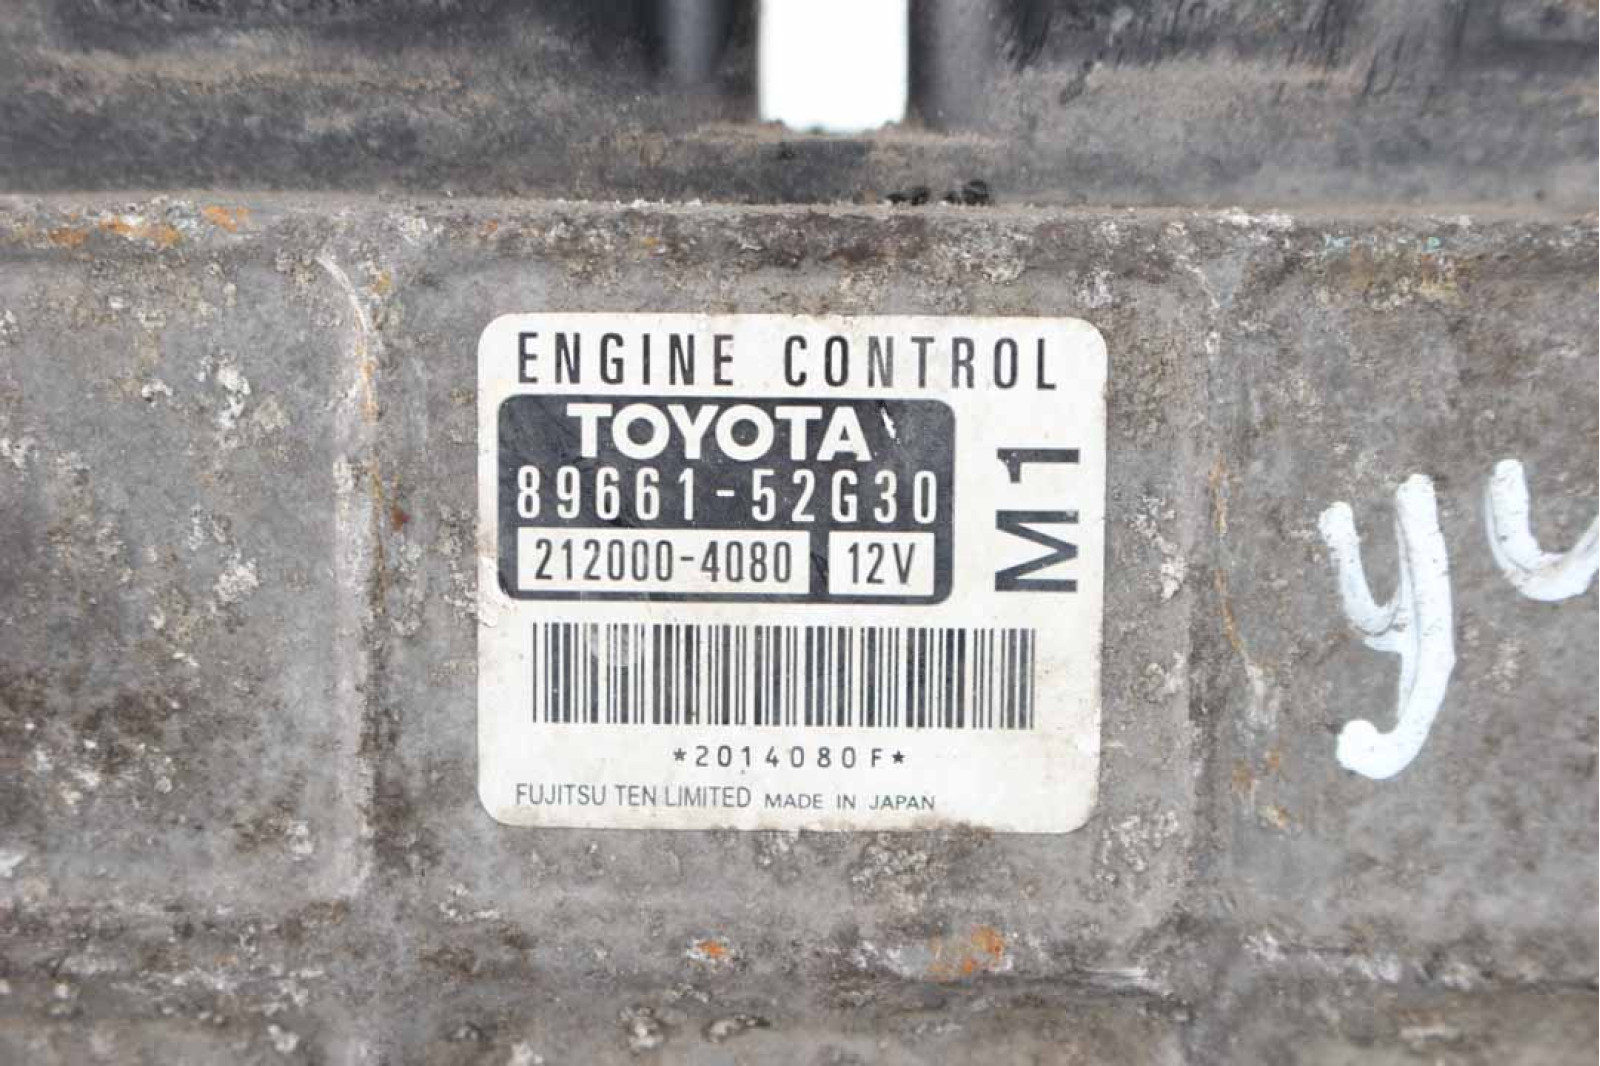 ENGINE CONTROL
TOYOTA
89661-52G30
212000-4080 12V
M1
*2014080F*
FUJITSU TEN LIMITED MADE IN JAPAN